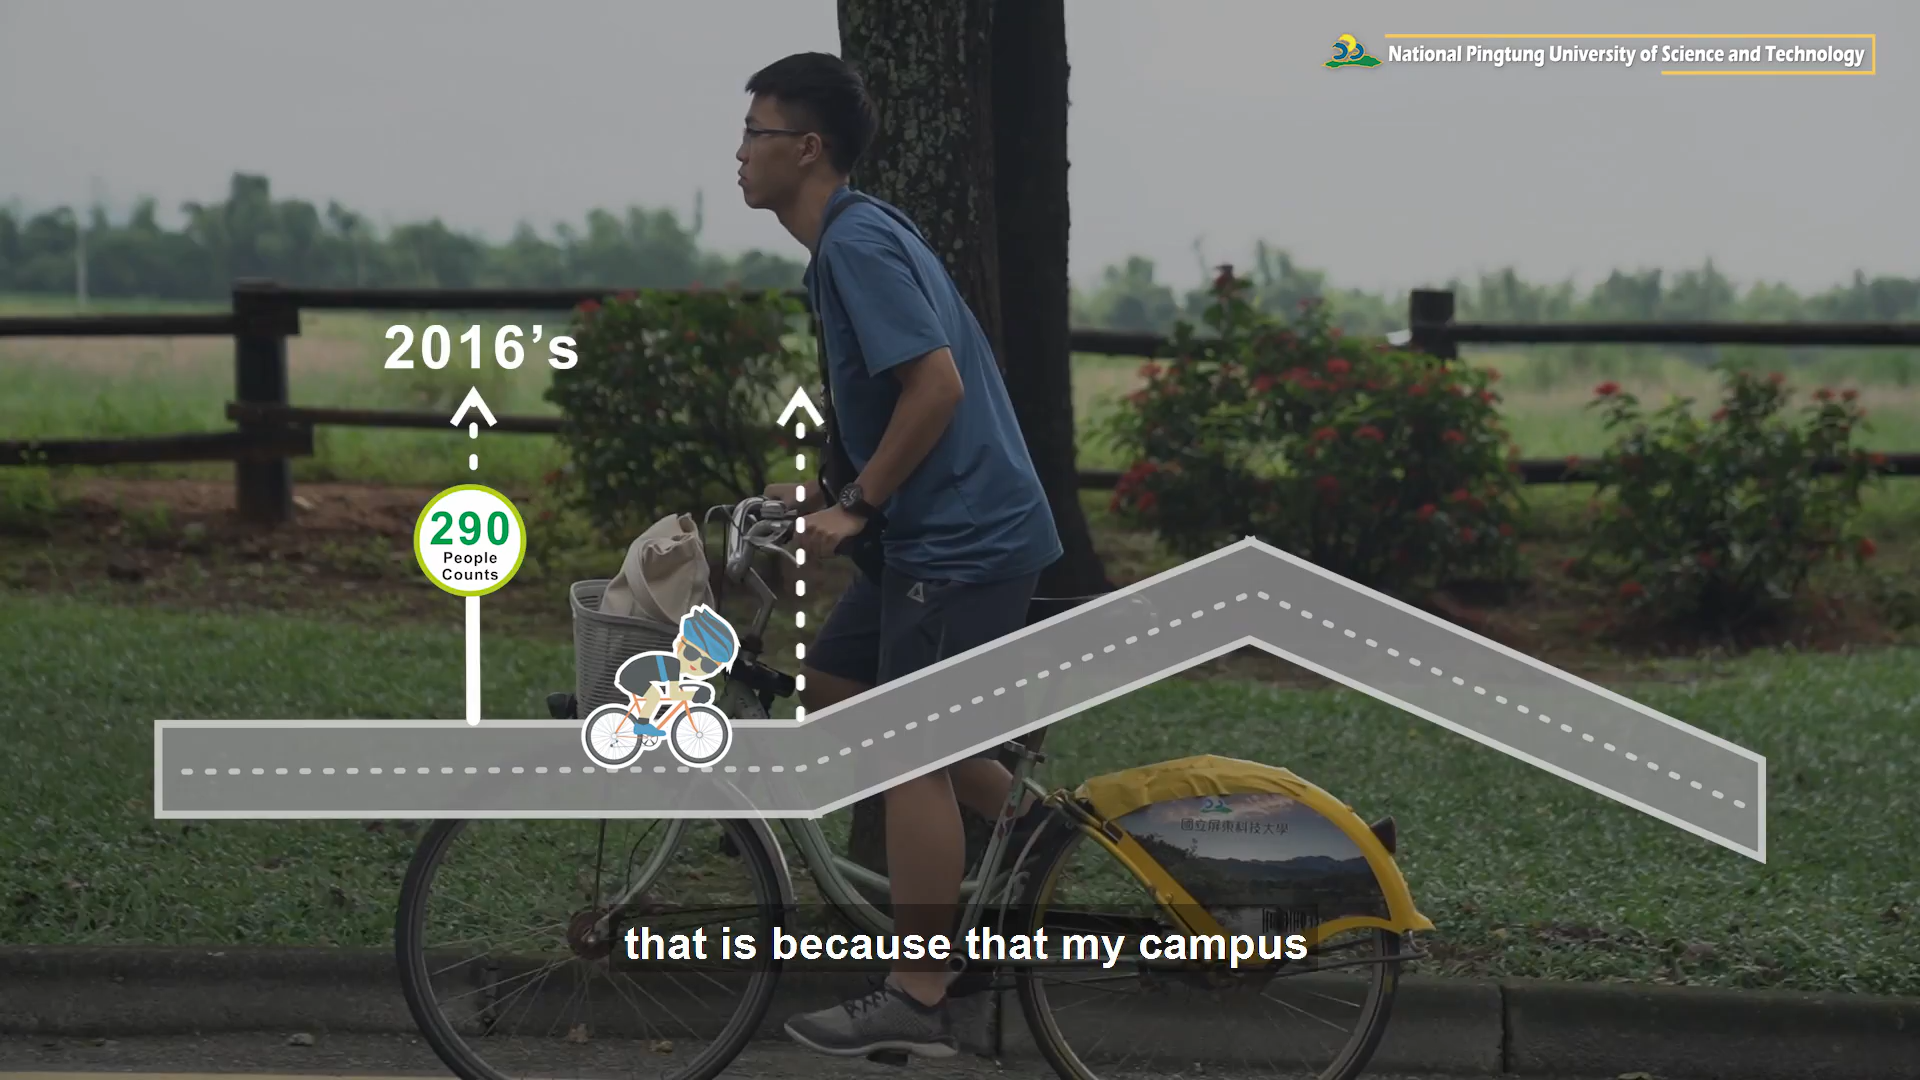 National Pingtung University of Science and Technology
2016's
290
People
Counts
國立屏東科技大學
that is because that my campus